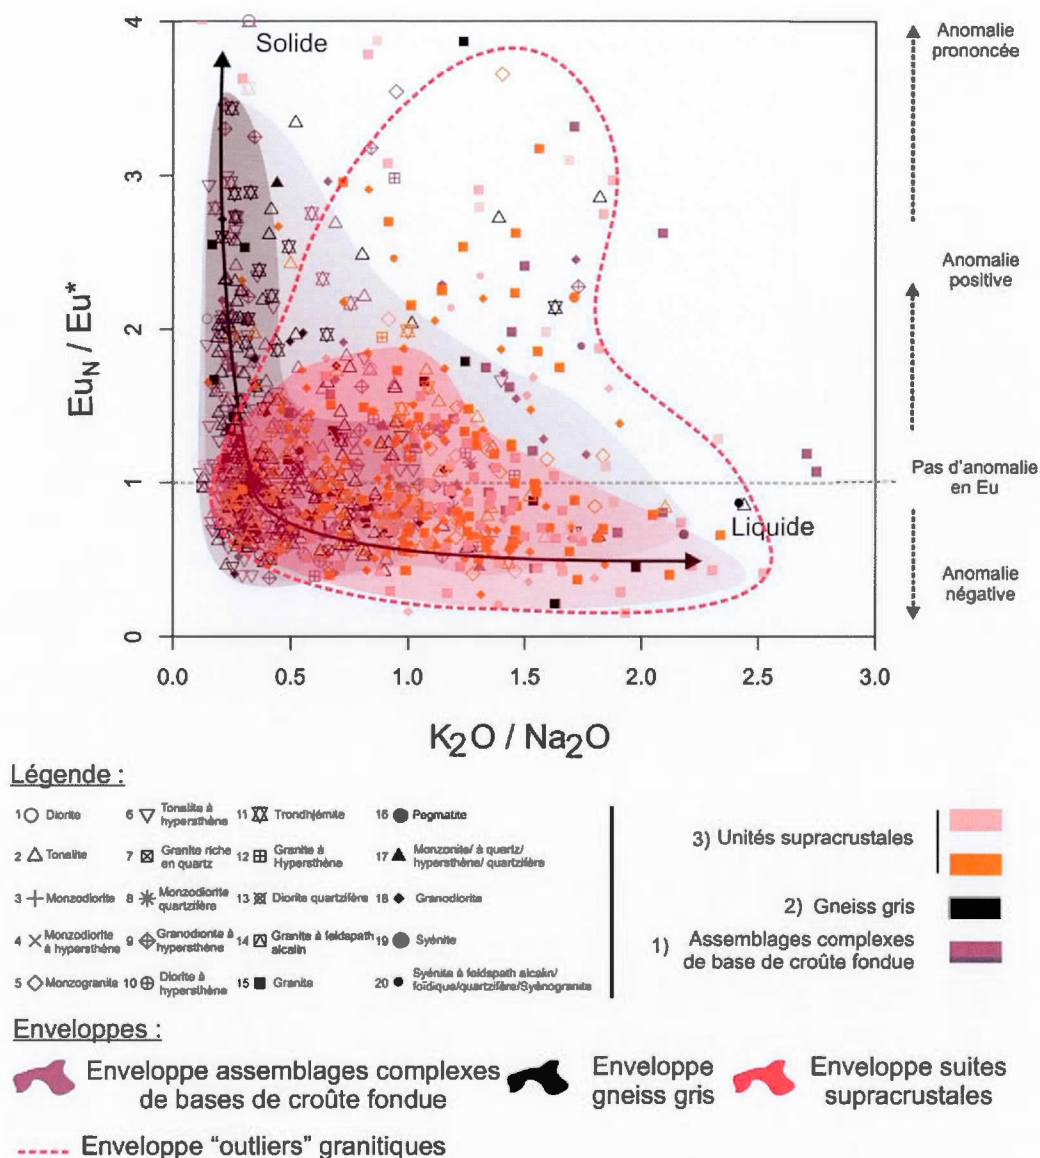 Solide
Liquide
4
3
2
1
0
Eu_N / Eu*
0.0 0.5 1.0 1.5 2.0 2.5 3.0
K₂O / Na₂O
Anomalie
prononcée
Anomalie
positive
Pas d'anomalie
en Eu
Anomalie
négative
Légende :
1 Diorite
2 Tonalite
3 Monzodiorite
4 Monzodiorite
à hypersthène
5 Monzogranite
6 Tonalite à
hypersthène
7 Granite riche
en quartz
8 Monzodiorite
quartzifère
9 Granodiorite à
hypersthène
10 Diorite à
hypersthène
11 Trondhjémite
12 Granite à
Hypersthène
13 Diorite quartzifère
14 Granite à feldspath
alcalin
15 Granite
16 Pegmatite
17 Monzonite/ à quartz/
hypersthène/ quartzifère
18 Granodiorite
19 Syénite
20 Syénite à feldspath alcalin/
foïdique/quartzifère/Syénogranite
3) Unités supracrustales
2) Gneiss gris
1) Assemblages complexes
de base de croûte fondue
Enveloppes :
Enveloppe assemblages complexes
de bases de croûte fondue
Enveloppe
gneiss gris
Enveloppe suites
supracrustales
Enveloppe "outliers" granitiques